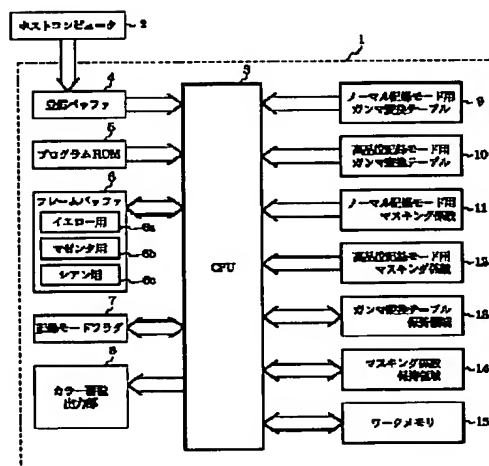 ホストコンピュータ
2
1
4
受信バッファ
5
プログラムROM
6
フレームバッファ
イエロー用
6a
マゼンタ用
6b
シアン用
6c
7
記録モードフラグ
8
カラー画像
出力部
3
CPU
ノーマル記録モード用
ガンマ変換テーブル
9
高品位記録モード用
ガンマ変換テーブル
10
ノーマル記録モード用
マスキング係数
11
高品位記録モード用
マスキング係数
12
ガンマ変換テーブル
保持領域
13
マスキング係数
保持領域
14
ワークメモリ
15